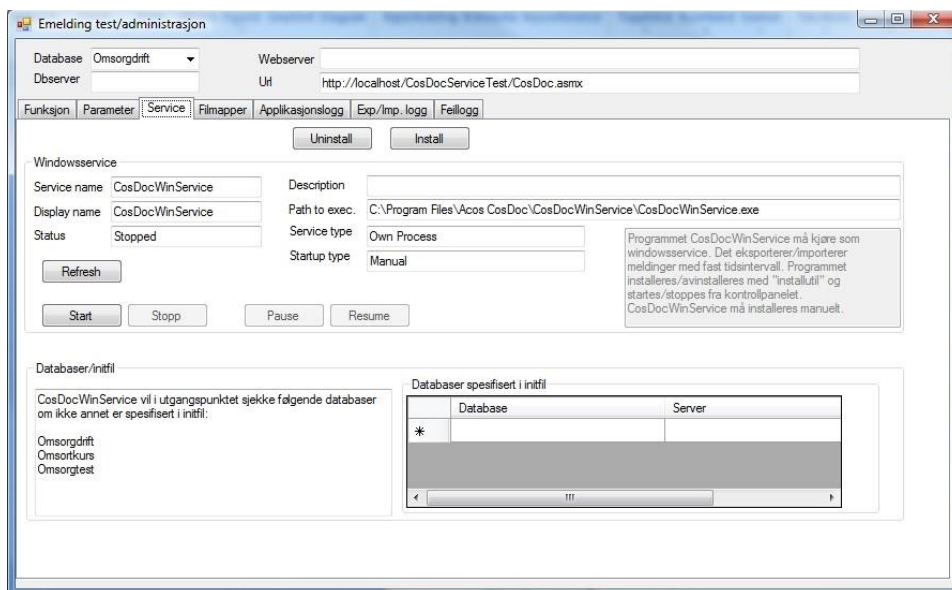 Emelding test/administrasjon
Database Omsorgdrift
Webserver
Dbserver
Url http://localhost/CosDocServiceTest/CosDoc.asmx
Funksjon Parameter Service Filmapper Applikasjonslogg Exp/Imp. logg Feillogg
Uninstall Install
Windowsservice
Service name CosDocWinService
Description
Display name CosDocWinService
Path to exec. C:\Program Files\Acos CosDoc\CosDocWinService\CosDocWinService.exe
Status Stopped
Service type Own Process
Startup type Manual
Refresh
Programmet CosDocWinService må kjøre som
windowsservice. Det eksporterer/importerer
meldinger med fast tidsintervall. Programmet
installeres/avinstalleres med "installutil" og
startes/stoppes fra kontrollpanelet.
CosDocWinService må installeres manuelt.
Start Stopp Pause Resume
Databaser/initfil
CosDocWinService vil i utgangspunktet sjekke følgende databaser
om ikke annet er spesifisert i initfil:
Omsorgdrift
Omsortkurs
Omsorgtest
Databaser spesifisert i initfil
Database Server